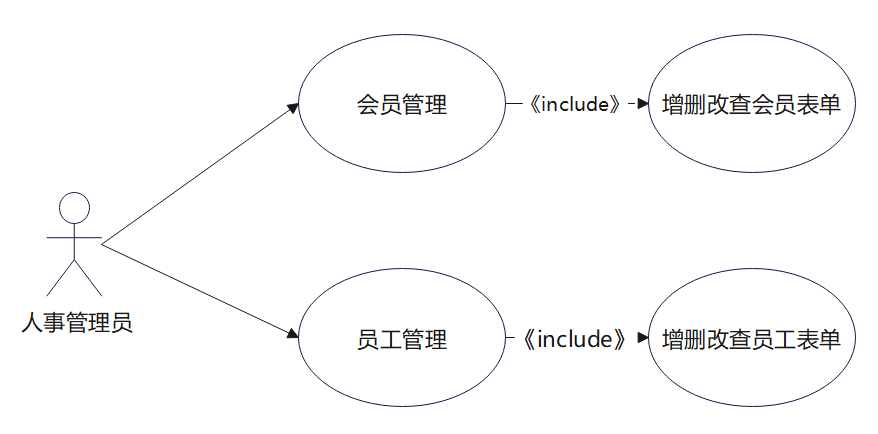 会员管理
《include》
增删改查会员表单
人事管理员
员工管理
《include》
增删改查员工表单